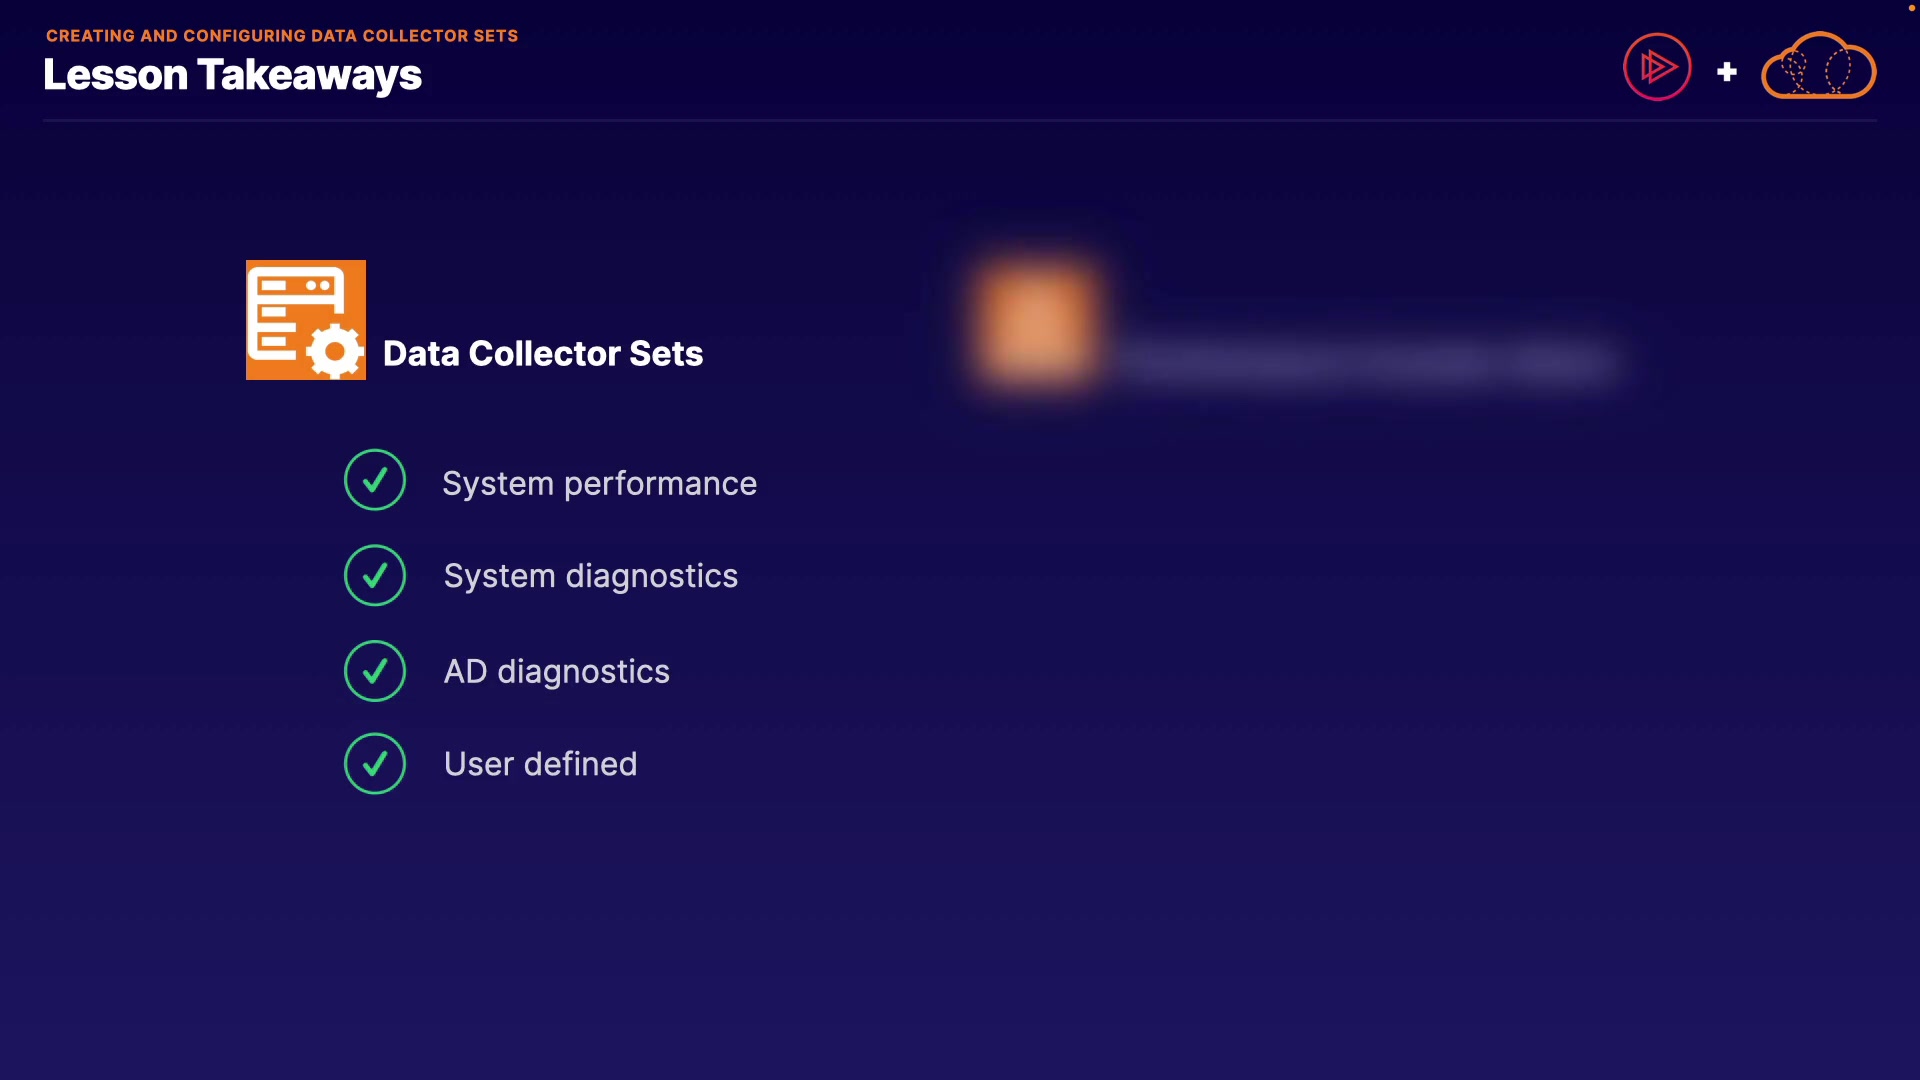 CREATING AND CONFIGURING DATA COLLECTOR SETS
Lesson Takeaways
Data Collector Sets
System performance
System diagnostics
AD diagnostics
User defined